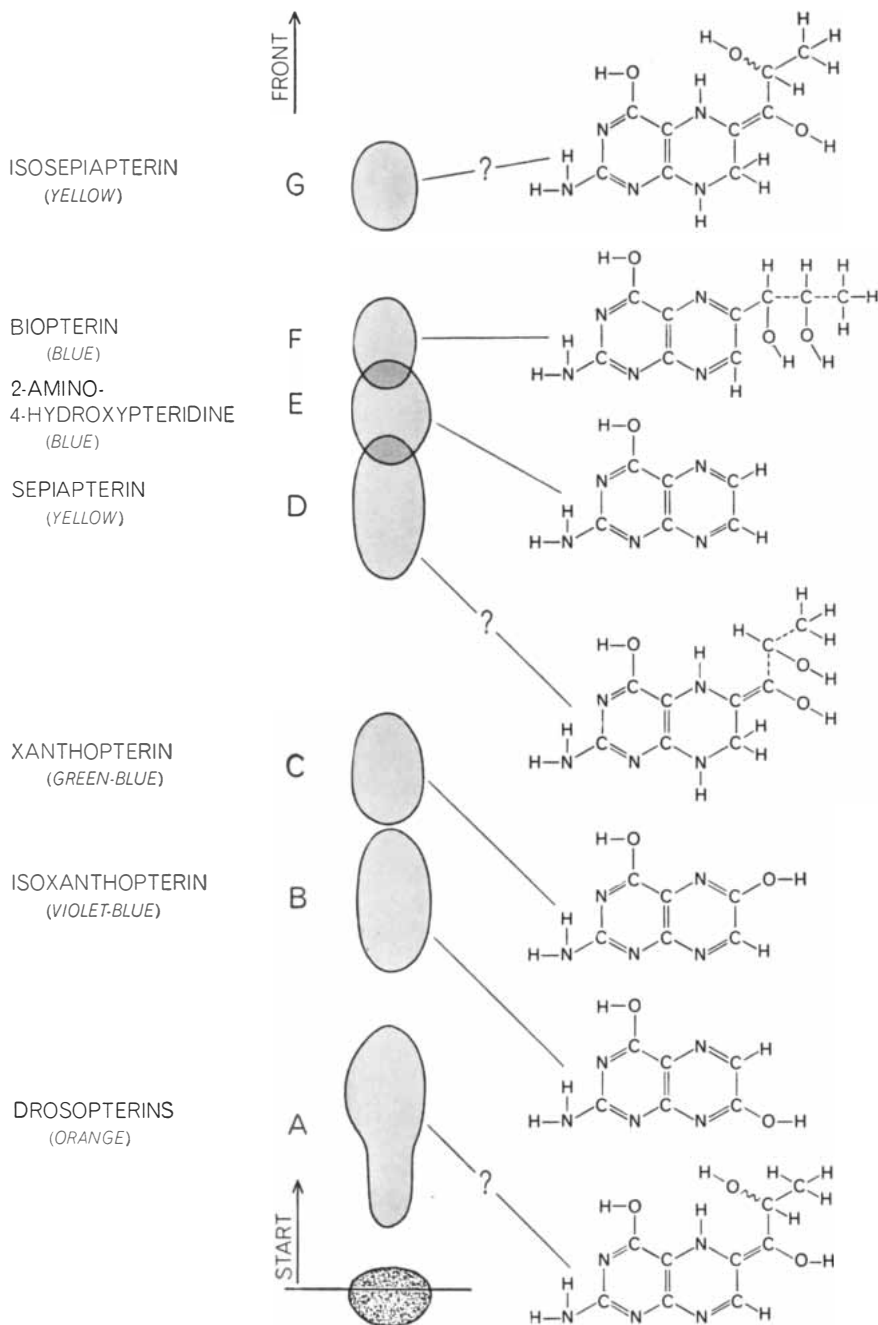 FRONT
ISOSEPIAPTERIN
(YELLOW)
G
?
BIOPTERIN
(BLUE)
F
2-AMINO-
4-HYDROXYPTERIDINE
(BLUE)
E
SEPIAPTERIN
(YELLOW)
D
?
XANTHOPTERIN
(GREEN-BLUE)
C
ISOXANTHOPTERIN
(VIOLET-BLUE)
B
DROSOPTERINS
(ORANGE)
A
?
START